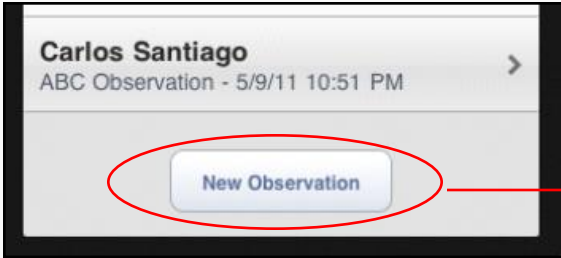 Carlos Santiago
ABC Observation - 5/9/11 10:51 PM
New Observation